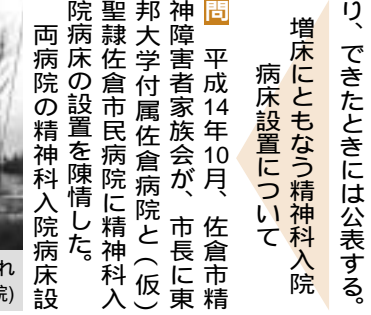 り、できたときには公表する。
増床にともなう精神科入院
病床設置について
問 平成14年10月、佐倉市精
神障害者家族会が、市長に東
邦大学付属佐倉病院と(仮)
聖隷佐倉市民病院に精神科入
院病床の設置を陳情した。
両病院の精神科入院病床設
れ
院)